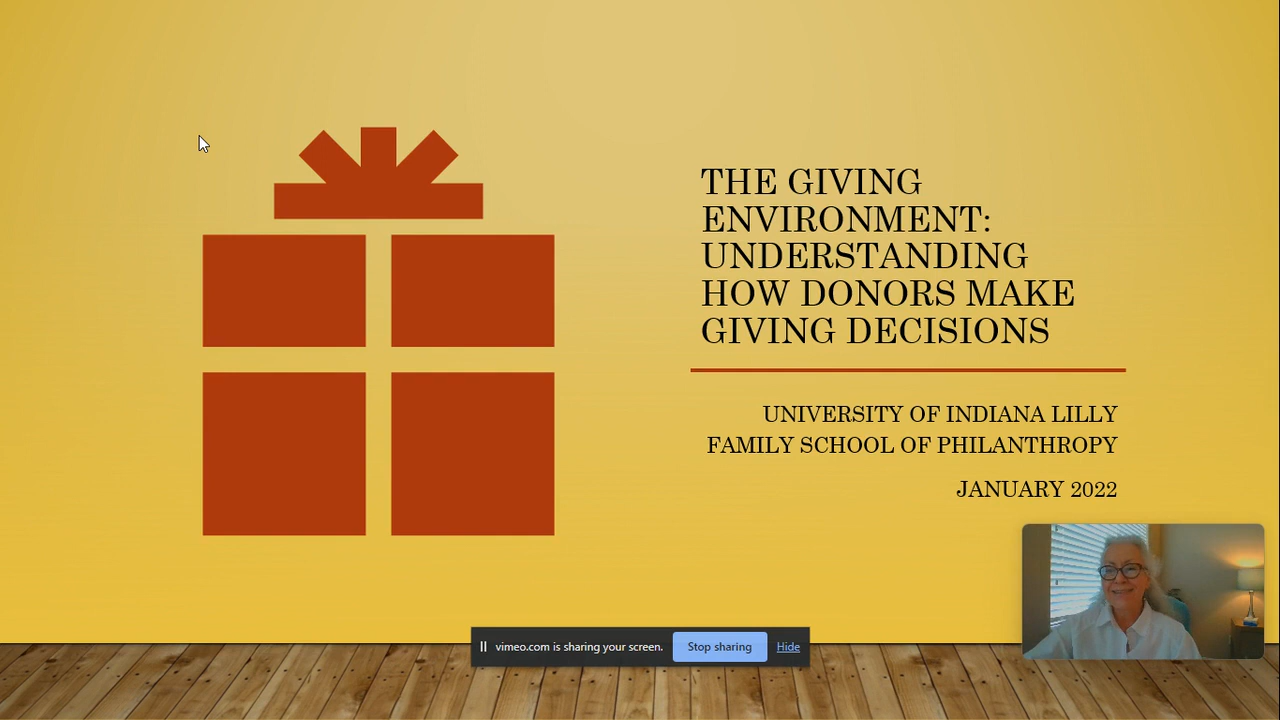 THE GIVING
ENVIRONMENT:
UNDERSTANDING
HOW DONORS MAKE
GIVING DECISIONS
UNIVERSITY OF INDIANA LILLY
FAMILY SCHOOL OF PHILANTHROPY
JANUARY 2022
vimeo.com is sharing your screen. Stop sharing Hide